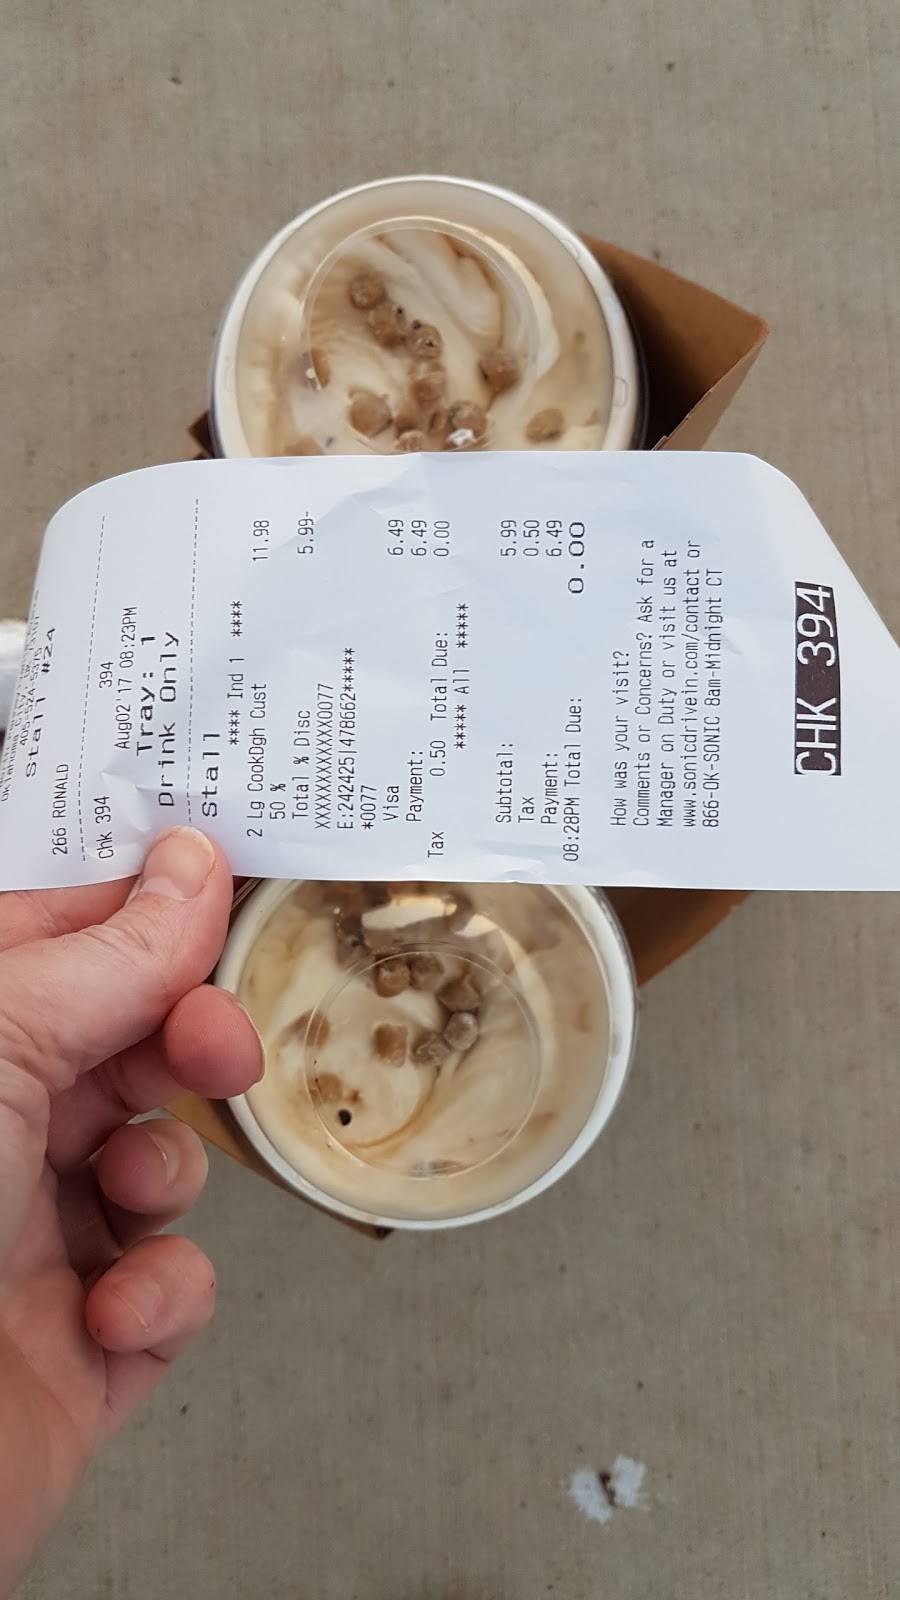 405-524-5375
Stall #24
266 RONALD
Chk 394 394
Aug02'17 08:23PM
Tray: 1
Drink Only
Stall
**** Ind 1 ****
2 Lg CookDgh Cust 11.98
50 %
Total % Disc 5.99-
XXXXXXXXXXXX0077
E:242425|478662*****
*0077
Visa 6.49
Payment: 6.49
Tax 0.50 Total Due: 0.00
***** All *****
Subtotal: 5.99
Tax 0.50
Payment: 6.49
08:28PM Total Due: 0.00
How was your visit?
Comments or Concerns? Ask for a
Manager on Duty or visit us at
www.sonicdrivein.com/contact or
866-OK-SONIC 8am-Midnight CT
CHK 394